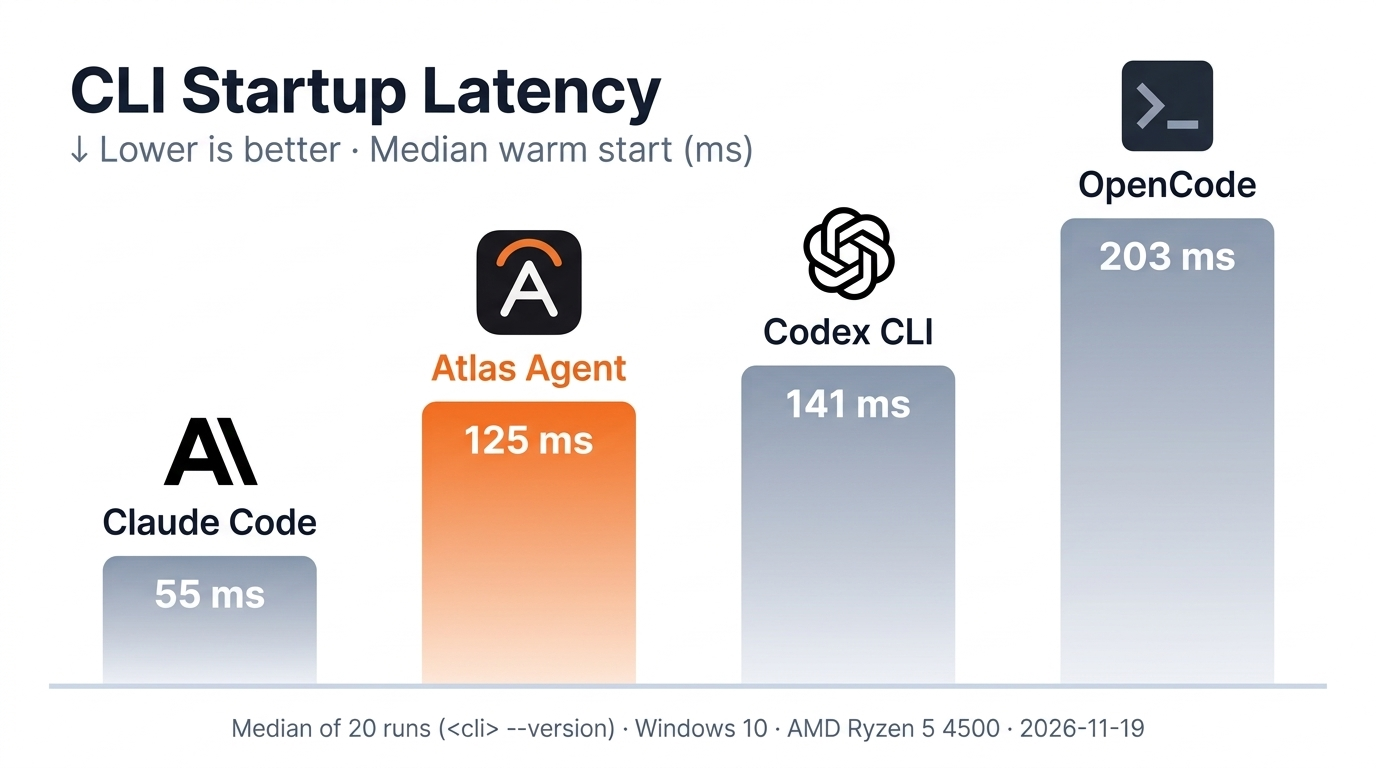 CLI Startup Latency
↓ Lower is better · Median warm start (ms)
OpenCode
203 ms
Codex CLI
141 ms
A
Atlas Agent
125 ms
Claude Code
55 ms
Median of 20 runs (<cli> --version) · Windows 10 · AMD Ryzen 5 4500 · 2026-11-19